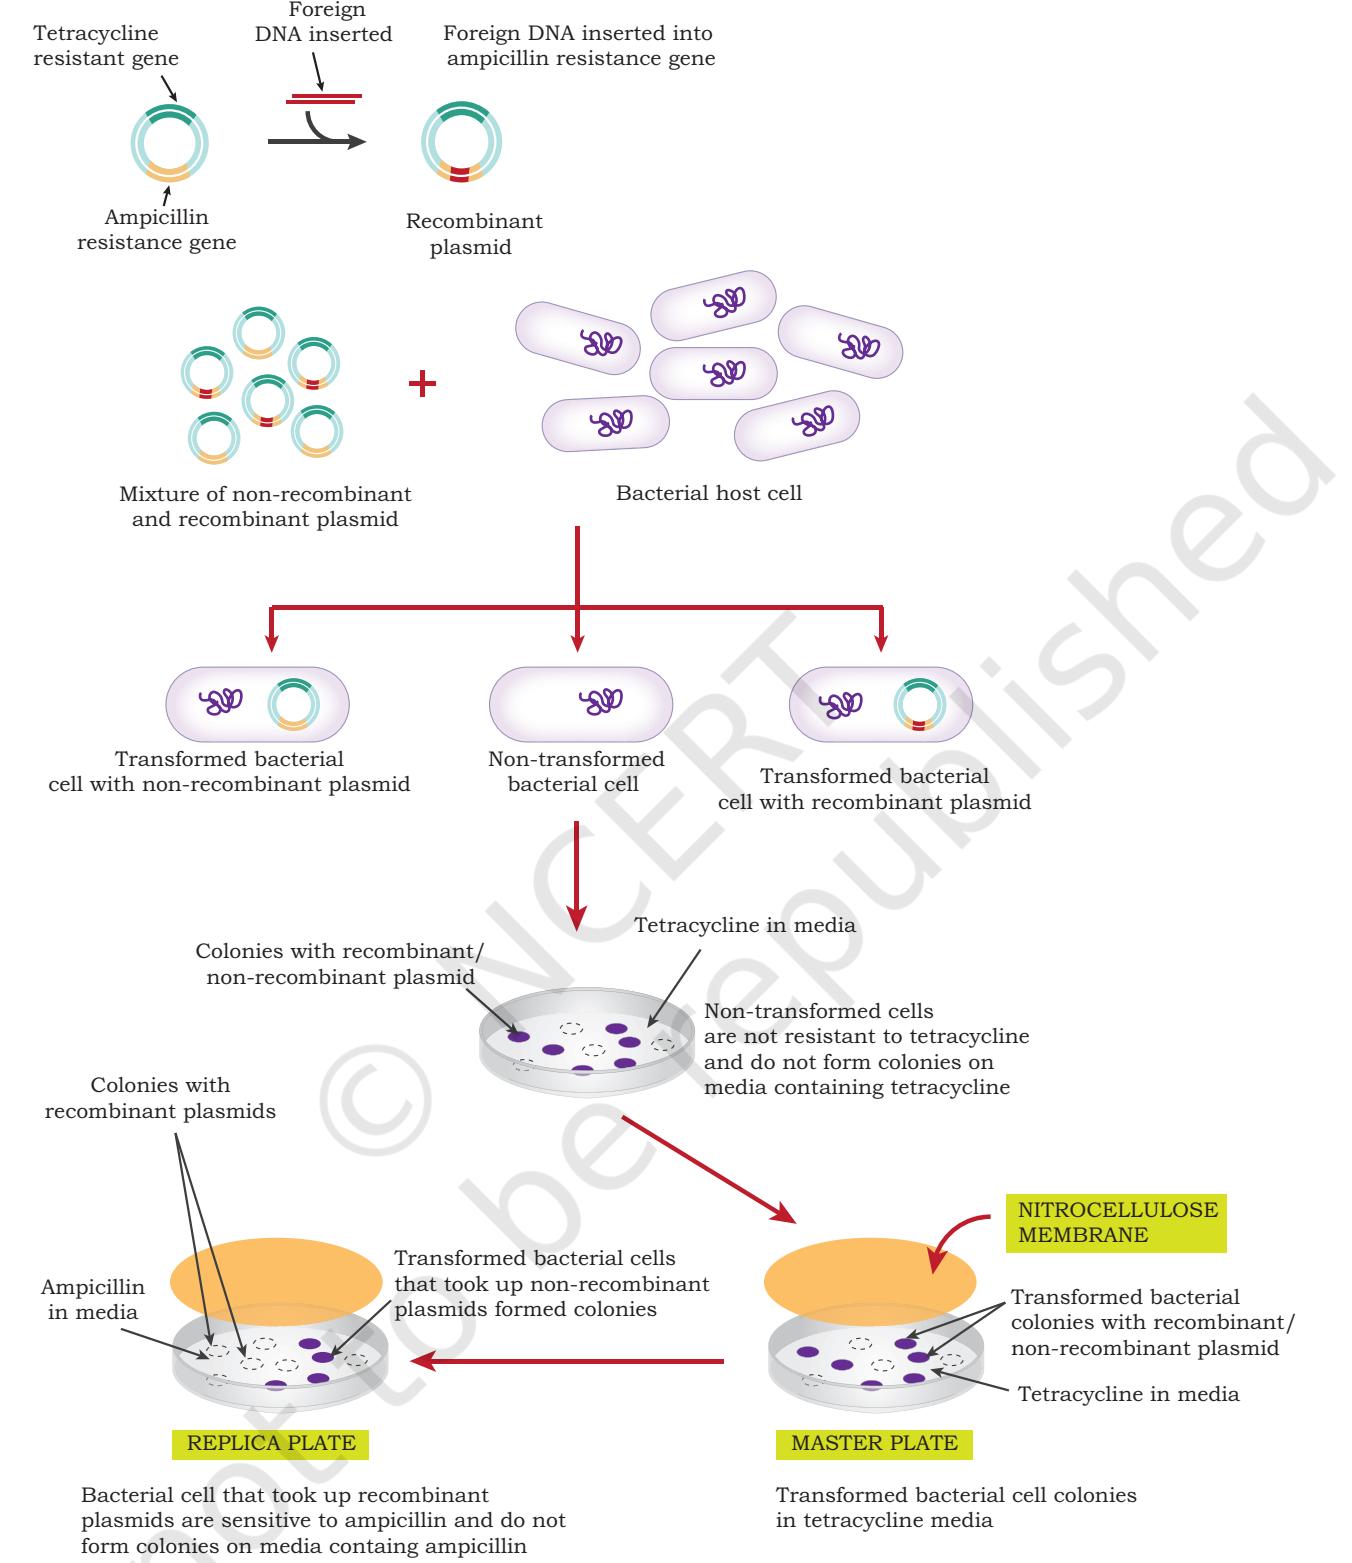 Tetracycline
resistant gene
Foreign
DNA inserted
Foreign DNA inserted into
ampicillin resistance gene
Ampicillin
resistance gene
Recombinant
plasmid
Mixture of non-recombinant
and recombinant plasmid
Bacterial host cell
Transformed bacterial
cell with non-recombinant plasmid
Non-transformed
bacterial cell
Transformed bacterial
cell with recombinant plasmid
Colonies with recombinant/
non-recombinant plasmid
Tetracycline in media
Non-transformed cells
are not resistant to tetracycline
and do not form colonies on
media containing tetracycline
Colonies with
recombinant plasmids
Ampicillin
in media
Transformed bacterial cells
that took up non-recombinant
plasmids formed colonies
NITROCELLULOSE
MEMBRANE
Transformed bacterial
colonies with recombinant/
non-recombinant plasmid
Tetracycline in media
REPLICA PLATE
MASTER PLATE
Bacterial cell that took up recombinant
plasmids are sensitive to ampicillin and do not
form colonies on media containg ampicillin
Transformed bacterial cell colonies
in tetracycline media
© NCERT
not to be republished